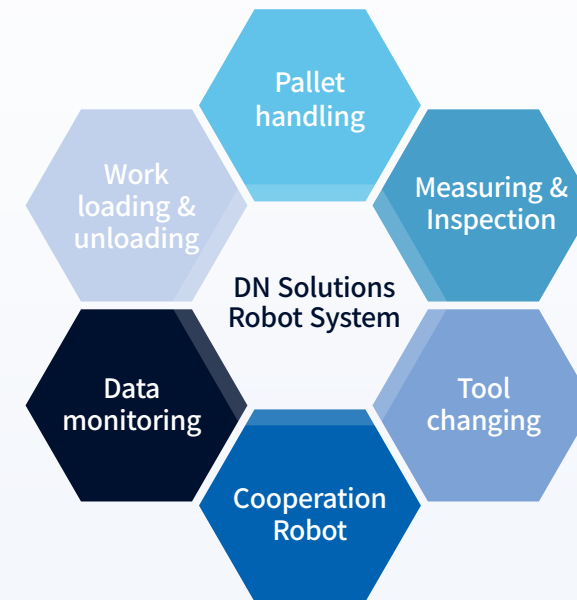 Pallet
handling
Work
loading &
unloading
Measuring &
Inspection
DN Solutions
Robot System
Data
monitoring
Tool
changing
Cooperation
Robot